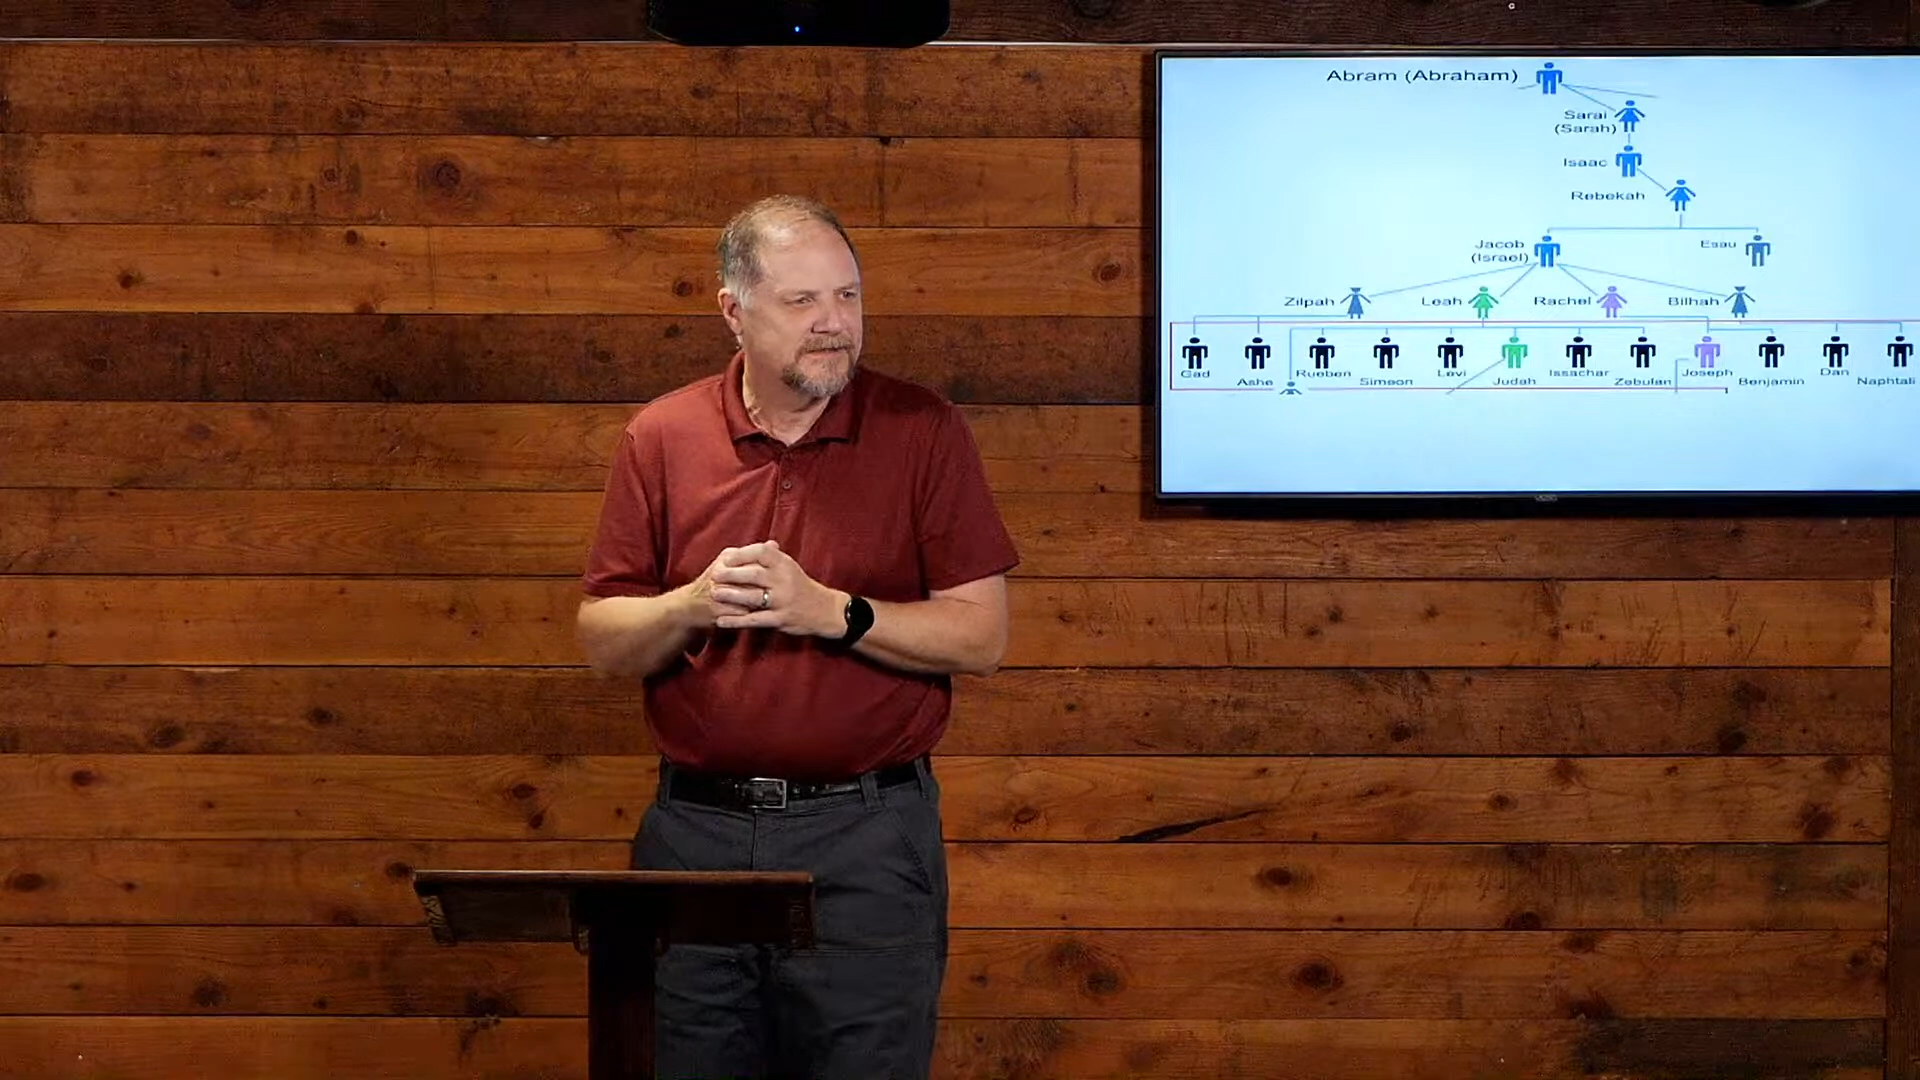 Abram (Abraham)
Sarai
(Sarah)
Isaac
Rebekah
Jacob
(Israel)
Esau
Zilpah
Leah
Rachel
Bilhah
Gad
Ashe
Rueben
Simeon
Levi
Judah
Issachar
Zebulan
Joseph
Benjamin
Dan
Naphtali